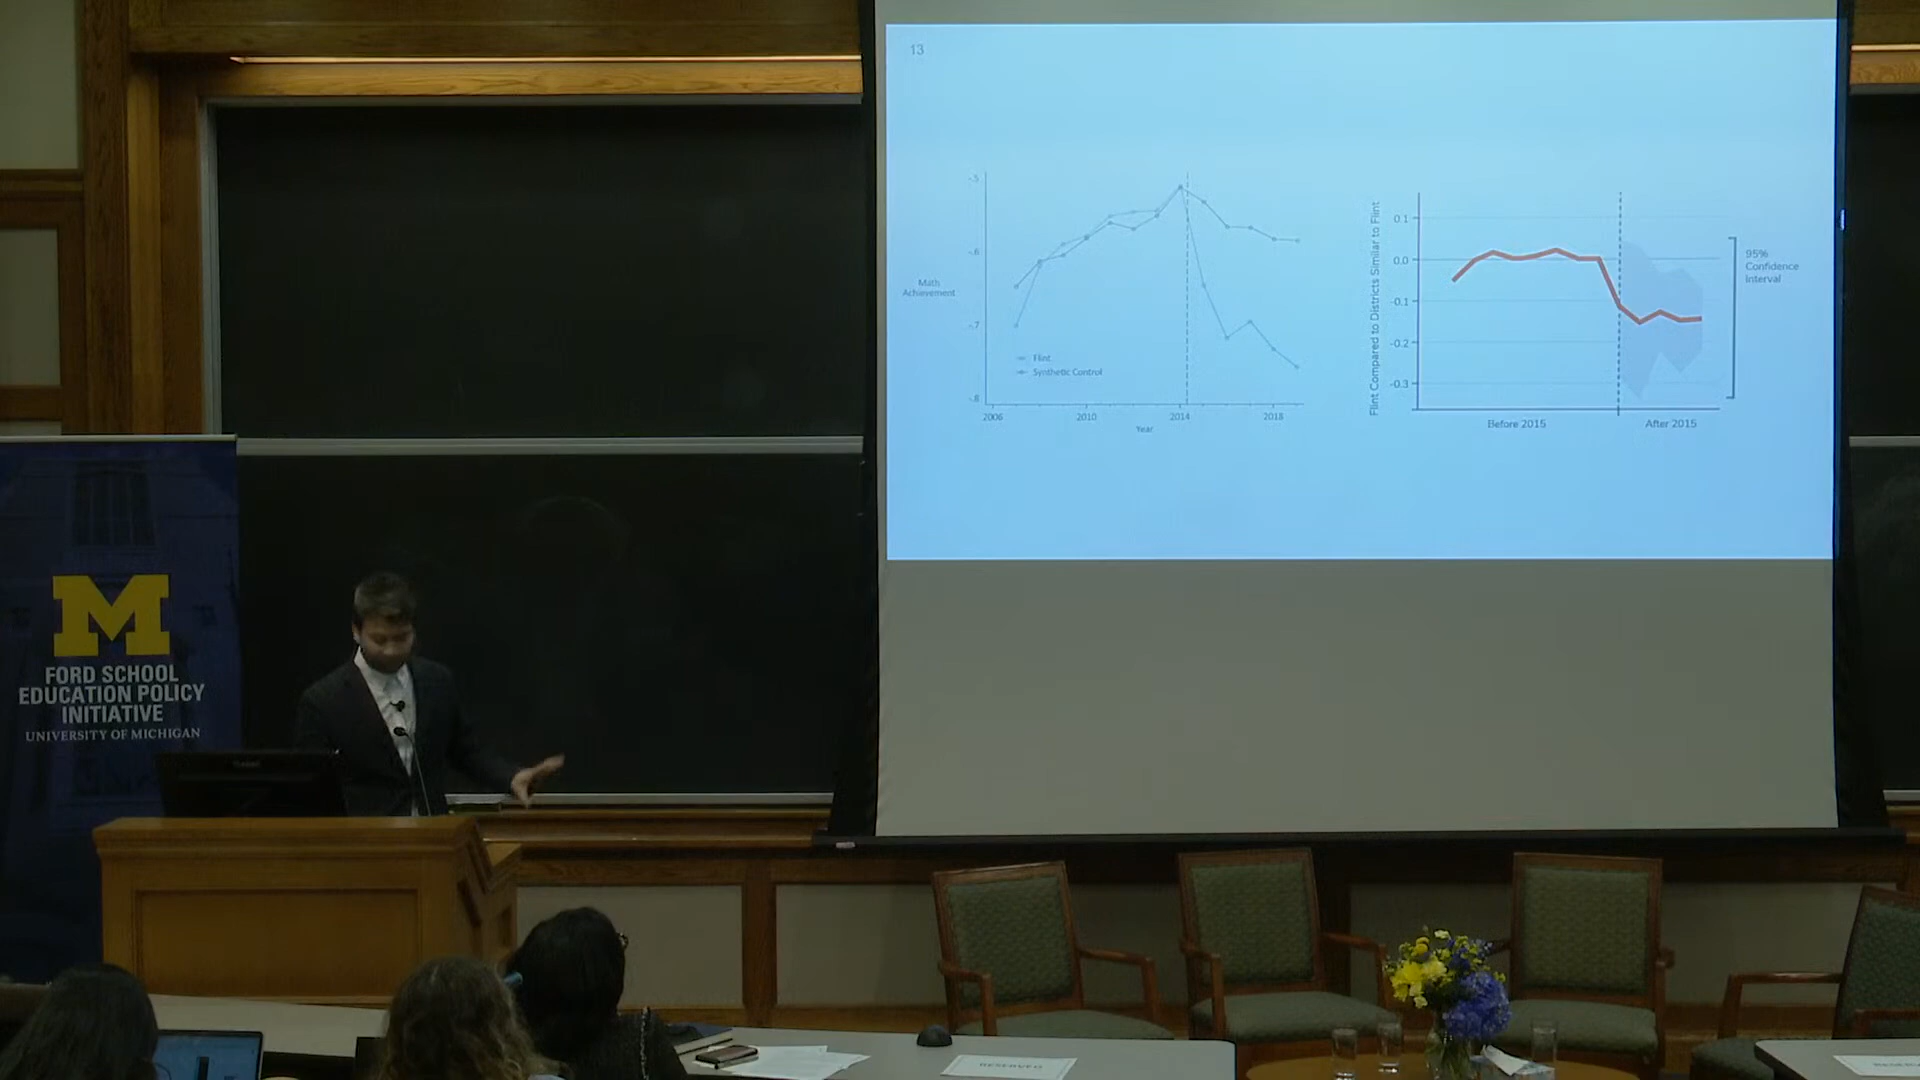 13
-.5
-.6
-.7
-.8
Math
Achievement
Flint
Synthetic Control
2006
2010
2014
2018
Year
Flint Compared to Districts Similar to Flint
0.1
0.0
-0.1
-0.2
-0.3
Before 2015
After 2015
95%
Confidence
Interval
M
FORD SCHOOL
EDUCATION POLICY
INITIATIVE
UNIVERSITY OF MICHIGAN
RESERVED